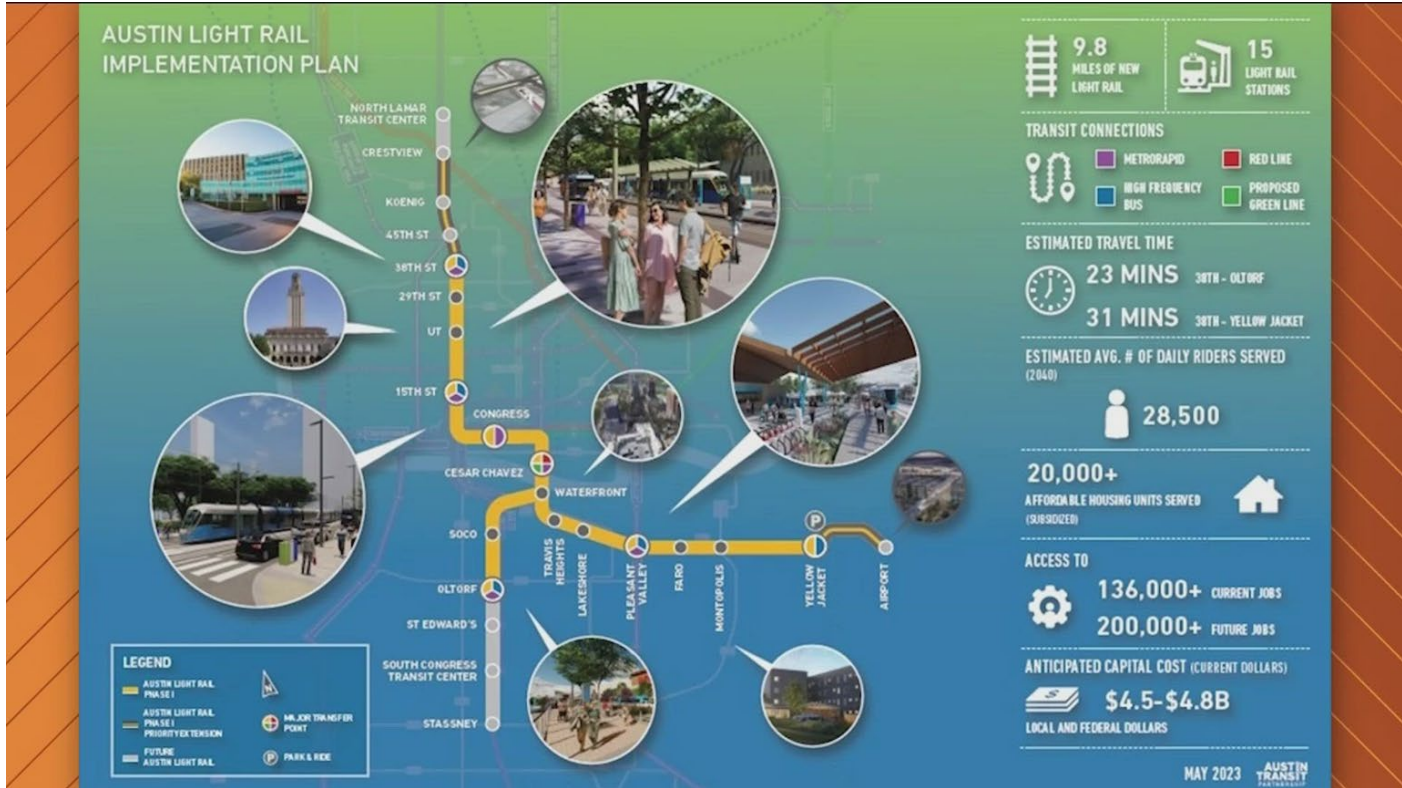 AUSTIN LIGHT RAIL
IMPLEMENTATION PLAN
NORTH LAMAR
TRANSIT CENTER
CRESTVIEW
KOENIG
45TH ST
38TH ST
29TH ST
UT
15TH ST
CONGRESS
CESAR CHAVEZ
WATERFRONT
SOCO
OLTORF
ST EDWARD'S
SOUTH CONGRESS
TRANSIT CENTER
STASSNEY
TRAVIS
HEIGHTS
LAKESHORE
PLEASANT
VALLEY
FARO
MONTOPOLIS
P
YELLOW
JACKET
AIRPORT
LEGEND
AUSTIN LIGHT RAIL
PHASE I
AUSTIN LIGHT RAIL
PHASE I
PRIORITY EXTENSION
FUTURE
AUSTIN LIGHT RAIL
N
MAJOR TRANSFER
POINT
P PARK & RIDE
9.8
MILES OF NEW
LIGHT RAIL
15
LIGHT RAIL
STATIONS
TRANSIT CONNECTIONS
METRORAPID
RED LINE
HIGH FREQUENCY
BUS
PROPOSED
GREEN LINE
ESTIMATED TRAVEL TIME
23 MINS 38TH - OLTORF
31 MINS 38TH - YELLOW JACKET
ESTIMATED AVG. # OF DAILY RIDERS SERVED
(2040)
28,500
20,000+
AFFORDABLE HOUSING UNITS SERVED
(SUBSIDIZED)
ACCESS TO
136,000+ CURRENT JOBS
200,000+ FUTURE JOBS
ANTICIPATED CAPITAL COST (CURRENT DOLLARS)
$
$4.5-$4.8B
LOCAL AND FEDERAL DOLLARS
MAY 2023
AUSTIN
TRANSIT
PARTNERSHIP